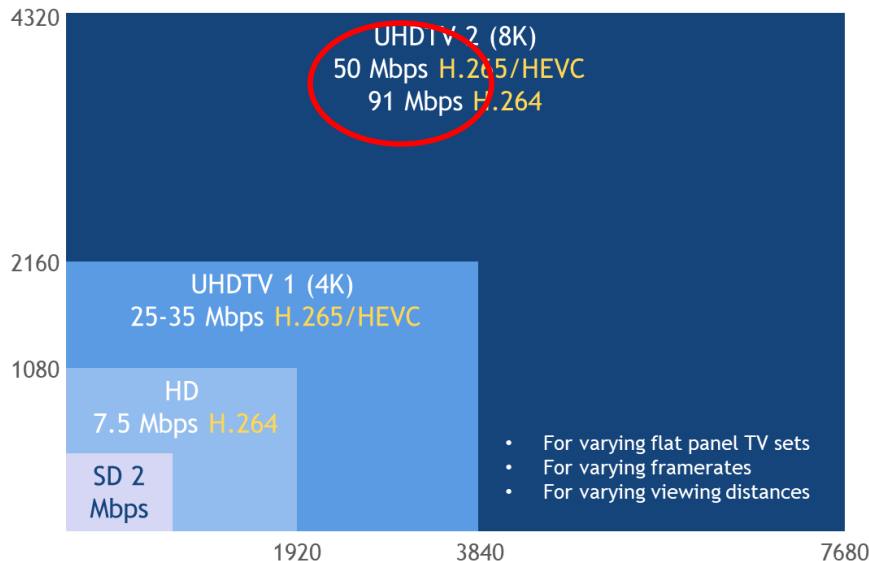 4320
UHDTV 2 (8K)
50 Mbps H.265/HEVC
91 Mbps H.264
2160
UHDTV 1 (4K)
25-35 Mbps H.265/HEVC
1080
HD
7.5 Mbps H.264
• For varying flat panel TV sets
• For varying framerates
• For varying viewing distances
SD 2
Mbps
1920
3840
7680